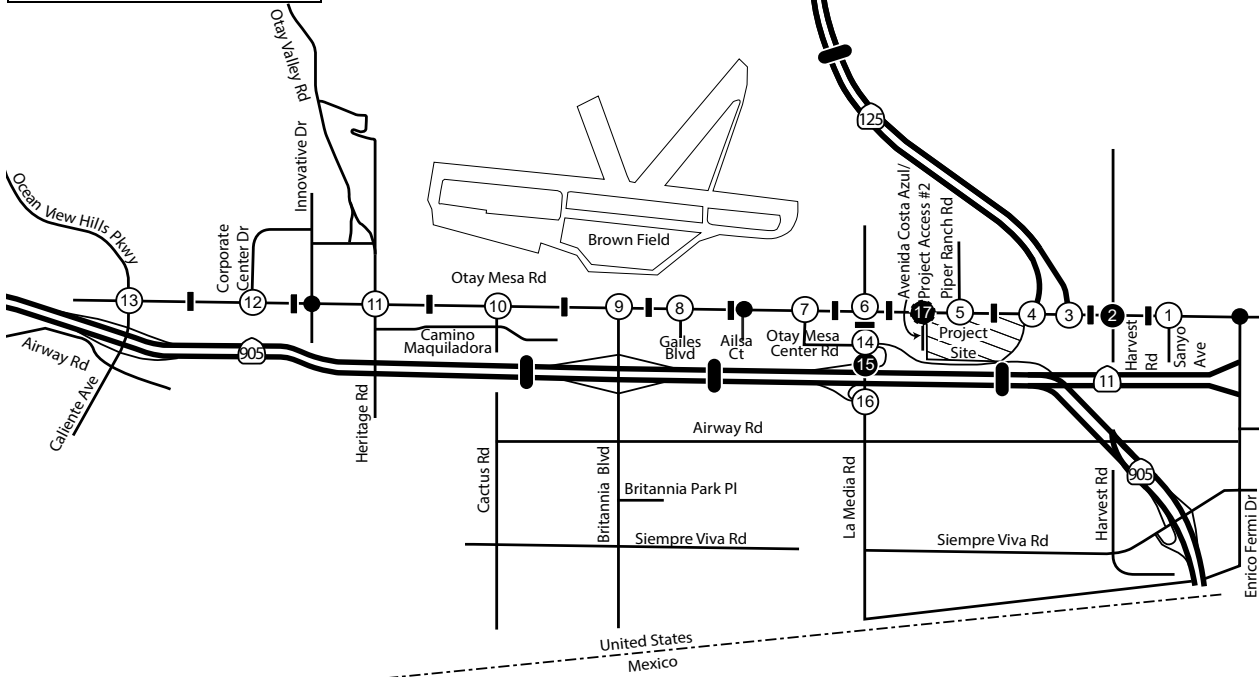 Otay Valley Rd
Innovative Dr
Ocean View Hills Pkwy
Corporate
Center Dr
Brown Field
125
Avenida Costa Azul/
Project Access #2
Piper Ranch Rd
Otay Mesa Rd
13
12
11
10
9
8
7
6
17
5
4
3
2
1
Camino
Maquiladora
Gailes
Blvd
Ailsa
Ct
Otay Mesa
Center Rd
14
15
16
Project
Site
Harvest
Rd
Sanyo
Ave
Airway Rd
905
11
Caliente Ave
Heritage Rd
Airway Rd
Cactus Rd
Britannia Blvd
Britannia Park Pl
La Media Rd
Harvest Rd
905
Siempre Viva Rd
Siempre Viva Rd
Enrico Fermi Dr
United States
Mexico